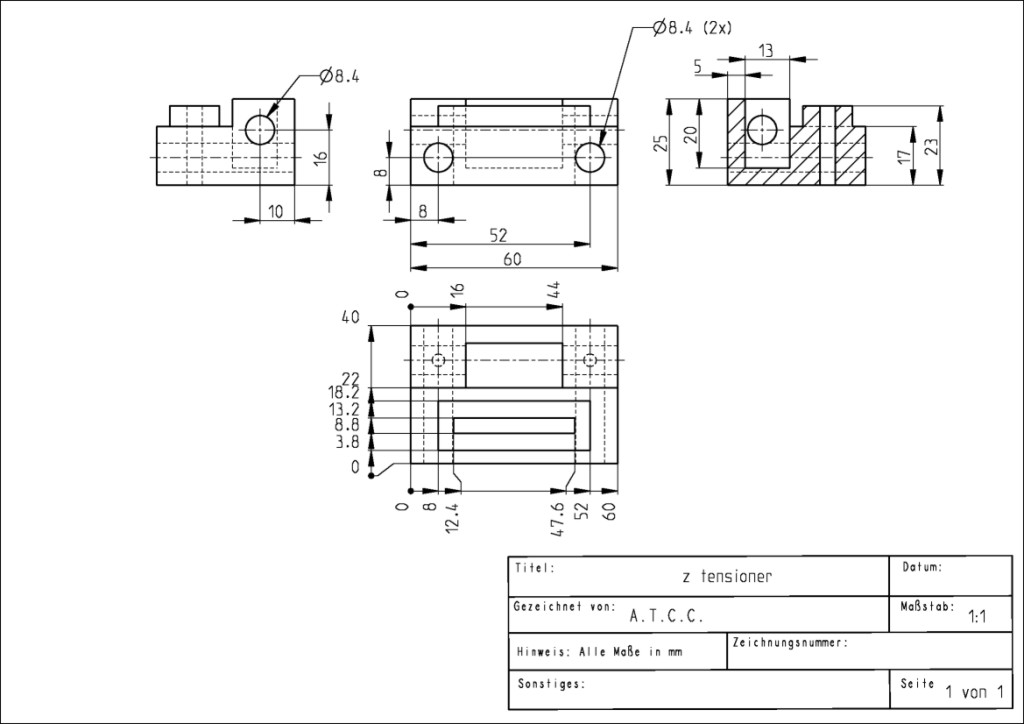 Ø8.4 (2x)
Ø8.4
16
10
8
8
52
60
13
5
25
20
17
23
0
16
44
40
22
18.2
13.2
8.8
3.8
0
0
8
12.4
47.6
52
60
Titel:
z tensioner
Datum:
Gezeichnet von: A.T.C.C.
Maßstab: 1:1
Hinweis: Alle Maße in mm
Zeichnungsnummer:
Sonstiges:
Seite 1 von 1